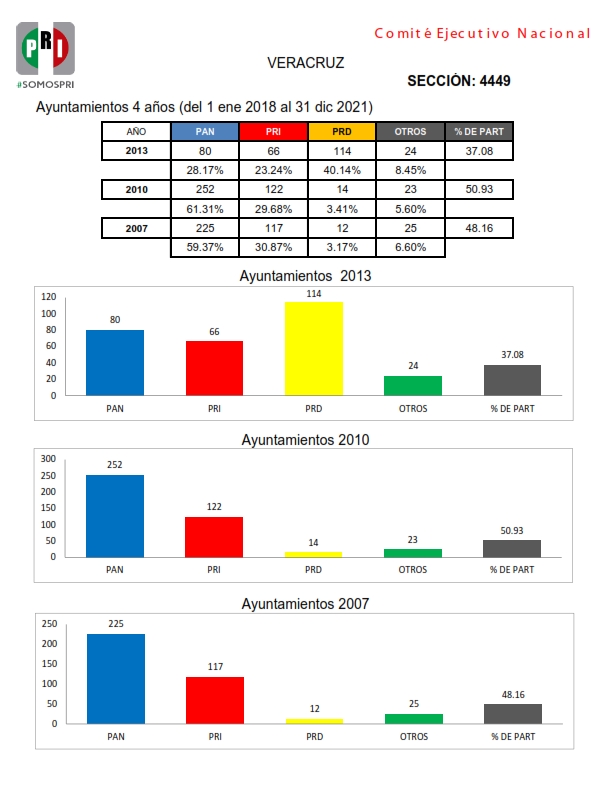 Comité Ejecutivo Nacional
PRI
#SOMOSPRI
VERACRUZ
SECCIÓN: 4449
Ayuntamientos 4 años (del 1 ene 2018 al 31 dic 2021)
AÑO PAN PRI PRD OTROS % DE PART
2013 80 66 114 24 37.08
28.17% 23.24% 40.14% 8.45%
2010 252 122 14 23 50.93
61.31% 29.68% 3.41% 5.60%
2007 225 117 12 25 48.16
59.37% 30.87% 3.17% 6.60%
Ayuntamientos 2013
120
100
80
60
40
20
0
80 66 114 24 37.08
PAN PRI PRD OTROS % DE PART
Ayuntamientos 2010
300
250
200
150
100
50
0
252 122 14 23 50.93
PAN PRI PRD OTROS % DE PART
Ayuntamientos 2007
250
200
150
100
50
0
225 117 12 25 48.16
PAN PRI PRD OTROS % DE PART